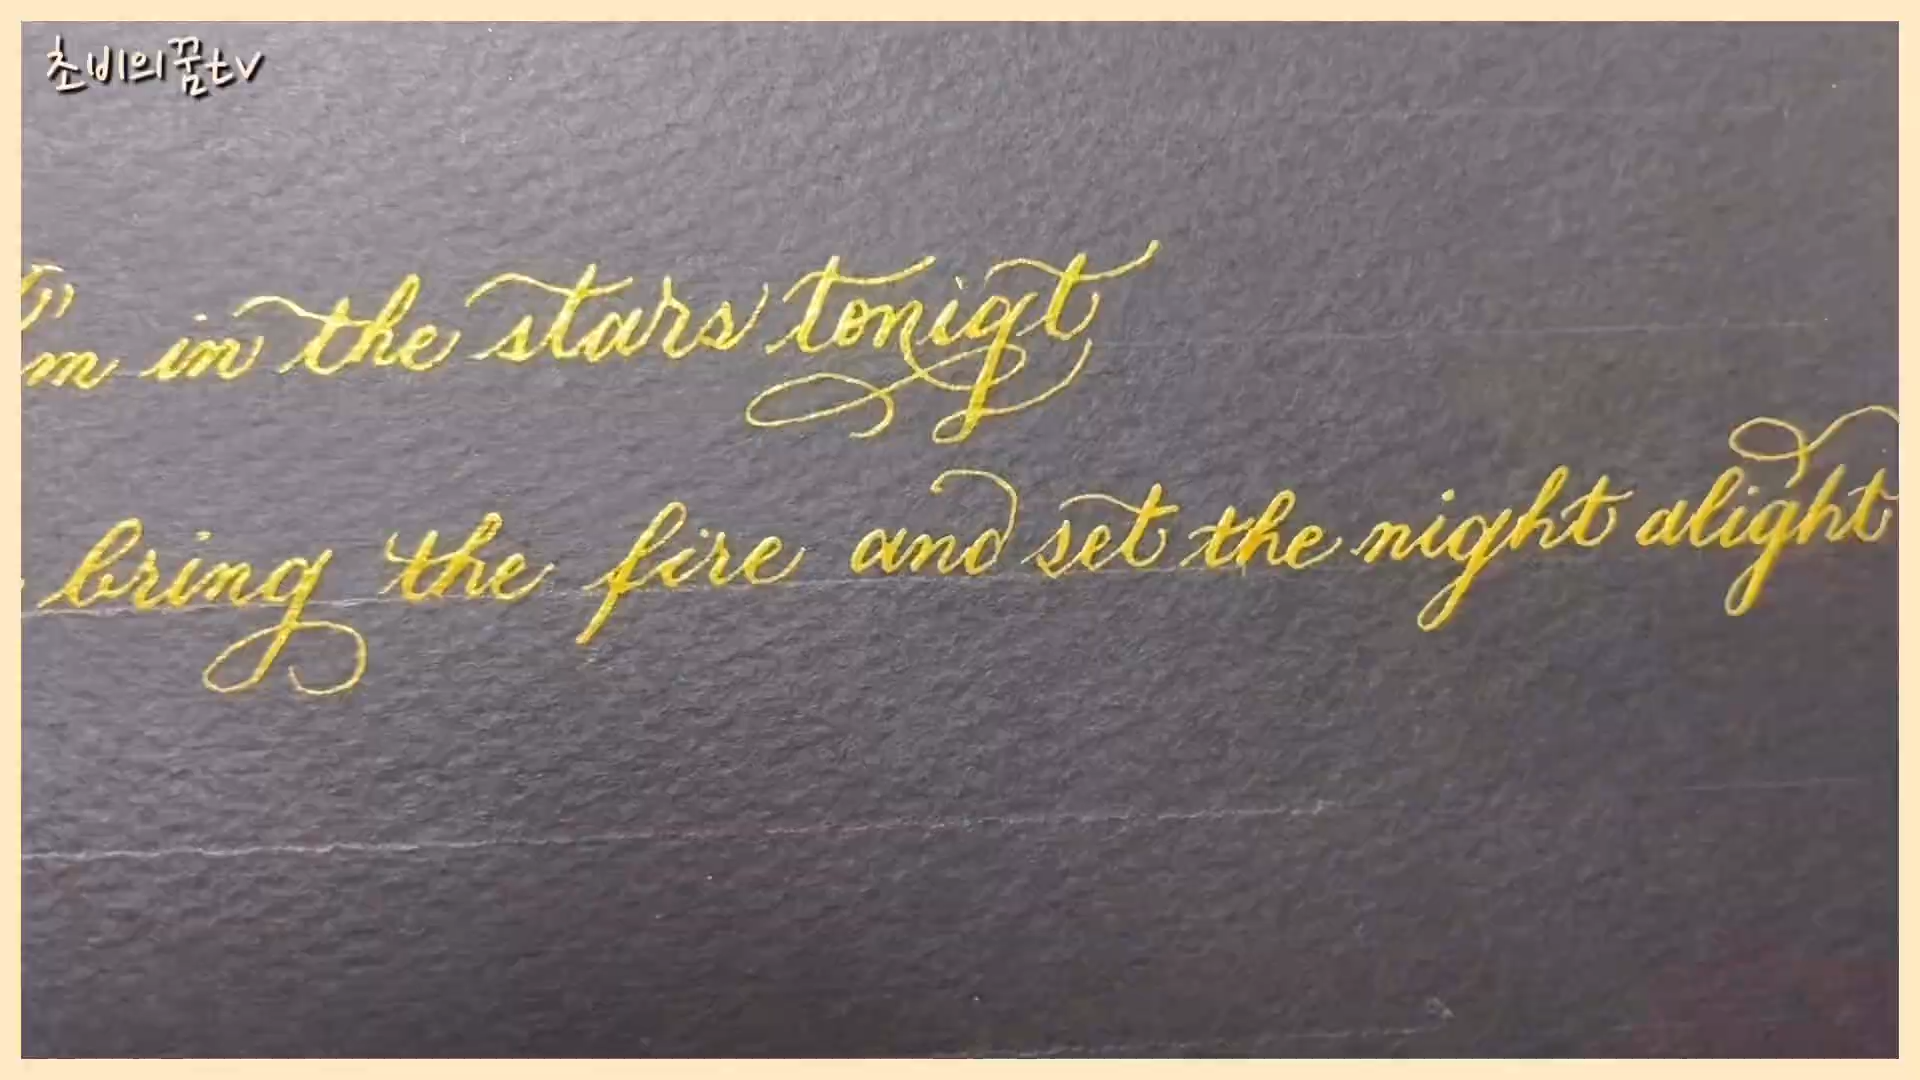 초비의꿈tv
m in the stars tonigt
bring the fire and set the night alight